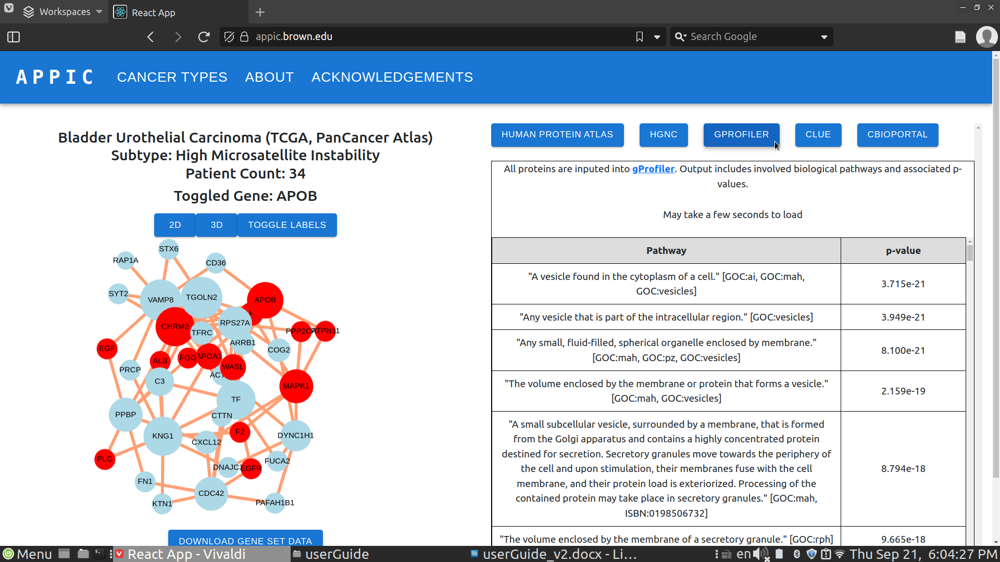 Workspaces
React App
appic.brown.edu
Search Google
APPIC
CANCER TYPES
ABOUT
ACKNOWLEDGEMENTS
Bladder Urothelial Carcinoma (TCGA, PanCancer Atlas)
Subtype: High Microsatellite Instability
Patient Count: 34
Toggled Gene: APOB
2D
3D
TOGGLE LABELS
STX6
RAP1A
CD36
SYT2
VAMP8
TGOLN2
APOB
CHRM2
TFRC
RPS27A
ARRB1
COG2
EGF
ALB
FGG
WASL
PRCP
C3
MAPK1
TF
PPBP
CTTN
KNG1
F2
CXCL12
DYNC1H1
PLG
FUCA2
EGFR
FN1
CDC42
KTN1
PAFAH1B1
DOWNLOAD GENE SET DATA
HUMAN PROTEIN ATLAS
HGNC
GPROFILER
CLUE
CBIOPORTAL
All proteins are inputed into gProfiler. Output includes involved biological pathways and associated p-
values.
May take a few seconds to load
Pathway
p-value
"A vesicle found in the cytoplasm of a cell." [GOC:ai, GOC:mah,
GOC:vesicles]
3.715e-21
"Any vesicle that is part of the intracellular region." [GOC:vesicles]
3.949e-21
"Any small, fluid-filled, spherical organelle enclosed by membrane."
[GOC:mah, GOC:pz, GOC:vesicles]
8.100e-21
"The volume enclosed by the membrane or protein that forms a vesicle."
[GOC:mah, GOC:vesicles]
2.159e-19
"A small subcellular vesicle, surrounded by a membrane, that is formed
from the Golgi apparatus and contains a highly concentrated protein
destined for secretion. Secretory granules move towards the periphery of
the cell and upon stimulation, their membranes fuse with the cell
membrane, and their protein load is exteriorized. Processing of the
contained protein may take place in secretory granules." [GOC:mah,
ISBN:0198506732]
8.794e-18
"The volume enclosed by the membrane of a secretory granule." [GOC:rph]
9.665e-18
Menu
React App - Vivaldi
userGuide
userGuide_v2.docx - Li...
en
Thu Sep 21, 6:04:27 PM